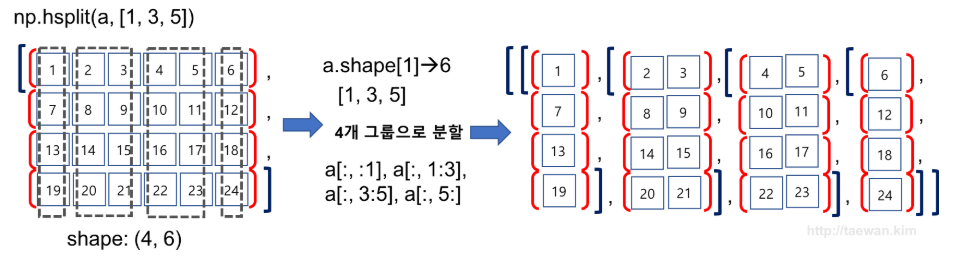 np.hsplit(a, [1, 3, 5])
[[1 2 3 4 5 6],
[7 8 9 10 11 12],
[13 14 15 16 17 18],
[19 20 21 22 23 24]]
shape: (4, 6)
a.shape[1]→6
[1, 3, 5]
4개 그룹으로 분할
a[:, :1], a[:, 1:3],
a[:, 3:5], a[:, 5:]
[[[1], [[2 3], [[4 5], [[6],
[7], [8 9], [10 11], [12],
[13], [14 15], [16 17], [18],
[19]], [20 21]], [22 23]], [24]]]
http://taewan.kim